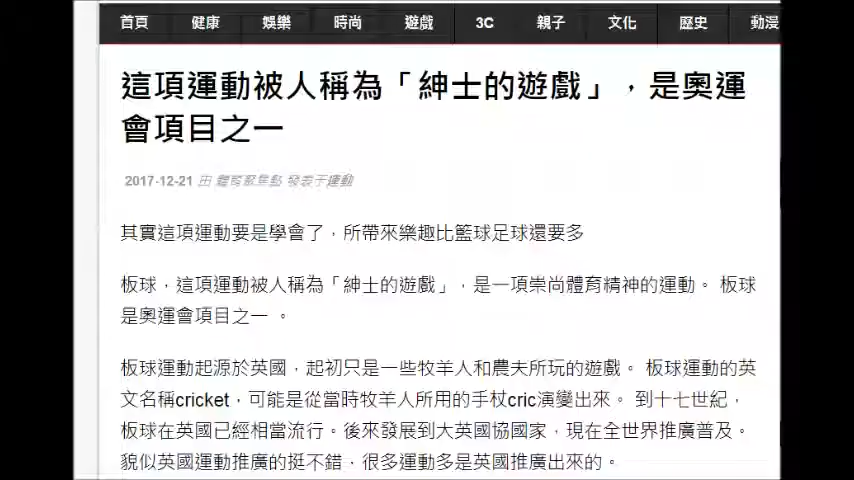 首頁 健康 娛樂 時尚 遊戲 3C 親子 文化 歷史 動漫
這項運動被人稱為「紳士的遊戲」，是奧運
會項目之一
2017-12-21 由 體育聚焦點 發表于運動
其實這項運動要是學會了，所帶來樂趣比籃球足球還要多
板球，這項運動被人稱為「紳士的遊戲」，是一項崇尚體育精神的運動。 板球
是奧運會項目之一 。
板球運動起源於英國，起初只是一些牧羊人和農夫所玩的遊戲。 板球運動的英
文名稱cricket，可能是從當時牧羊人所用的手杖cric演變出來。 到十七世紀，
板球在英國已經相當流行。後來發展到大英國協國家，現在全世界推廣普及。
貌似英國運動推廣的挺不錯，很多運動多是英國推廣出來的。